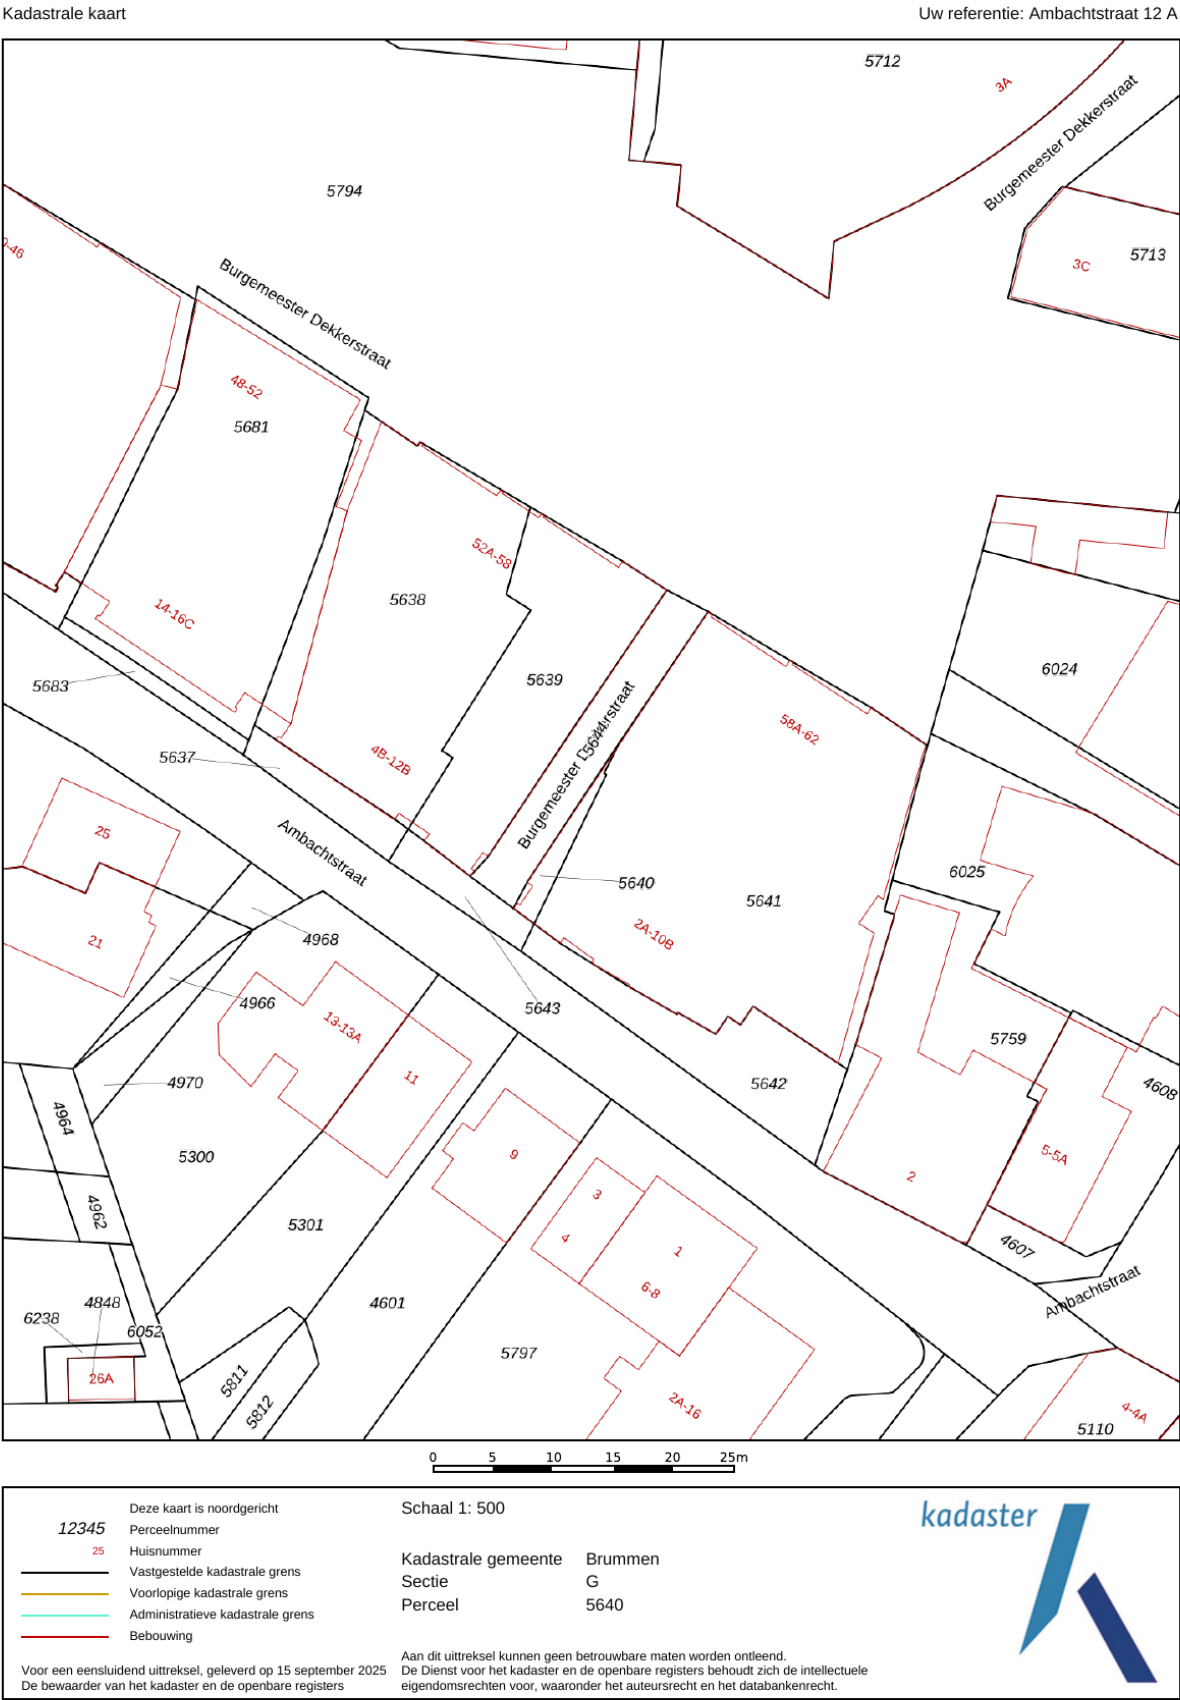 Kadastrale kaart
Uw referentie: Ambachtstraat 12 A
5712
3A
Burgemeester Dekkerstraat
5794
5713
3C
Burgemeester Dekkerstraat
48-52
5681
52A-58
5638
14-16C
6024
5683
5639
Burgemeester Dekkerstraat
5644
58A-62
5637
4B-12B
25
Ambachtstraat
6025
5640
5641
21
4968
2A-10B
4966
5643
13-13A
5759
11
5642
4970
4608
4964
9
5300
5-5A
2
4962
3
5301
4
1
4607
6-8
Ambachtstraat
4848
4601
6238
6052
5797
26A
5811
5812
2A-16
4-4A
5110
0 5 10 15 20 25m
Deze kaart is noordgericht
12345 Perceelnummer
25 Huisnummer
Vastgestelde kadastrale grens
Voorlopige kadastrale grens
Administratieve kadastrale grens
Bebouwing
Voor een eensluidend uittreksel, geleverd op 15 september 2025
De bewaarder van het kadaster en de openbare registers
Schaal 1: 500
Kadastrale gemeente Brummen
Sectie G
Perceel 5640
Aan dit uittreksel kunnen geen betrouwbare maten worden ontleend.
De Dienst voor het kadaster en de openbare registers behoudt zich de intellectuele
eigendomsrechten voor, waaronder het auteursrecht en het databankenrecht.
kadaster